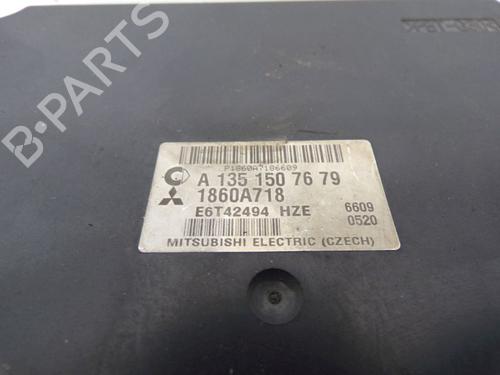 P1860A7186609
A 135 150 76 79
1860A718
E6T42494 HZE 6609
0520
MITSUBISHI ELECTRIC (CZECH)
B-PARTS